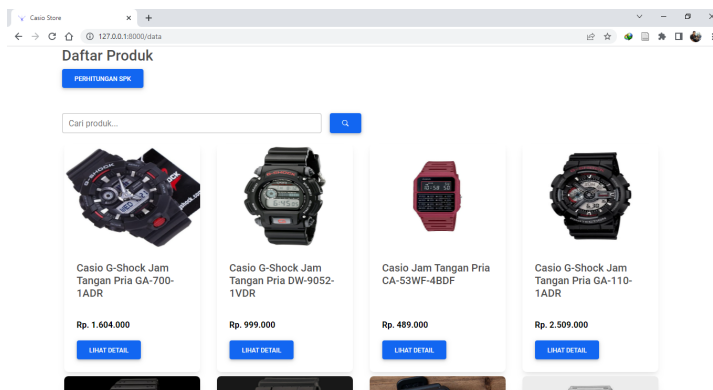 Casio Store
127.0.0.1:8000/data
Daftar Produk
PERHITUNGAN SPK
Cari produk...
Casio G-Shock Jam
Tangan Pria GA-700-
1ADR
Rp. 1.604.000
LIHAT DETAIL
Casio G-Shock Jam
Tangan Pria DW-9052-
1VDR
Rp. 999.000
LIHAT DETAIL
Casio Jam Tangan Pria
CA-53WF-4BDF
Rp. 489.000
LIHAT DETAIL
Casio G-Shock Jam
Tangan Pria GA-110-
1ADR
Rp. 2.509.000
LIHAT DETAIL